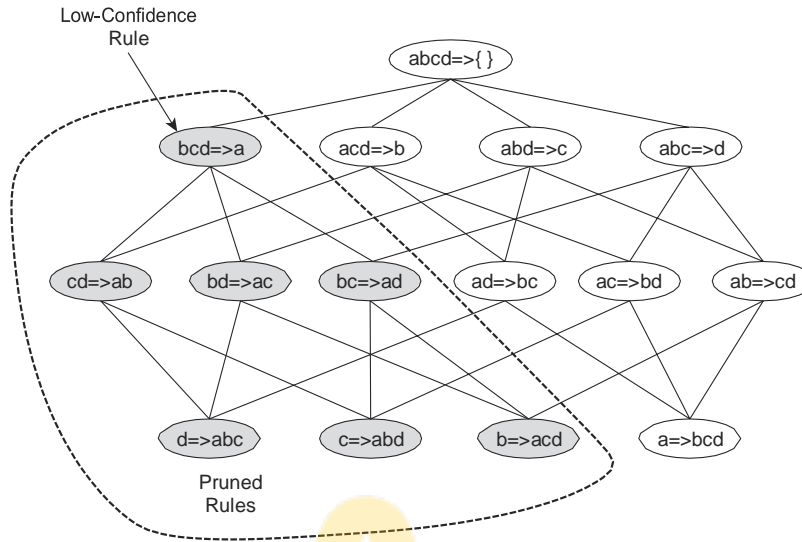 Low-Confidence
Rule
abcd=>{ }
bcd=>a
acd=>b
abd=>c
abc=>d
cd=>ab
bd=>ac
bc=>ad
ad=>bc
ac=>bd
ab=>cd
d=>abc
c=>abd
b=>acd
a=>bcd
Pruned
Rules